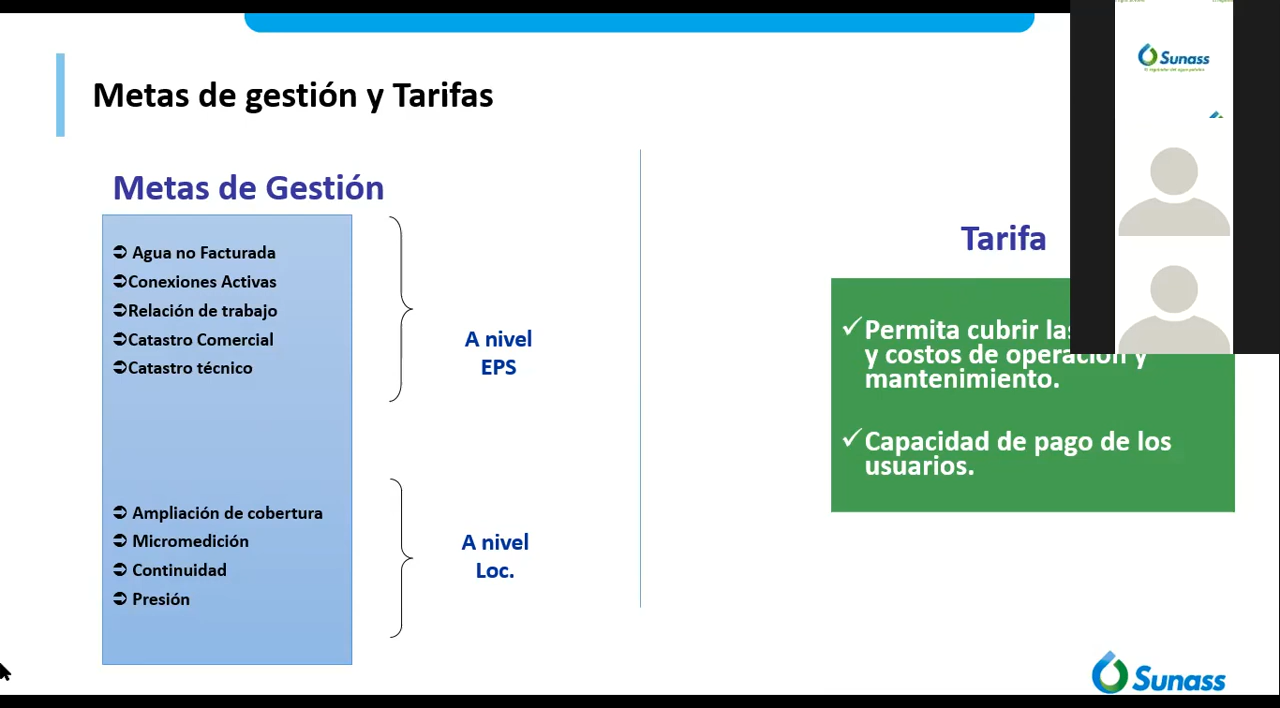 Metas de gestión y Tarifas
Metas de Gestión
Agua no Facturada
Conexiones Activas
Relación de trabajo
Catastro Comercial
Catastro técnico
A nivel
EPS
Ampliación de cobertura
Micromedición
Continuidad
Presión
A nivel
Loc.
Tarifa
Permita cubrir las
y costos de operación y
mantenimiento.
Capacidad de pago de los
usuarios.
Sunass
Sunass